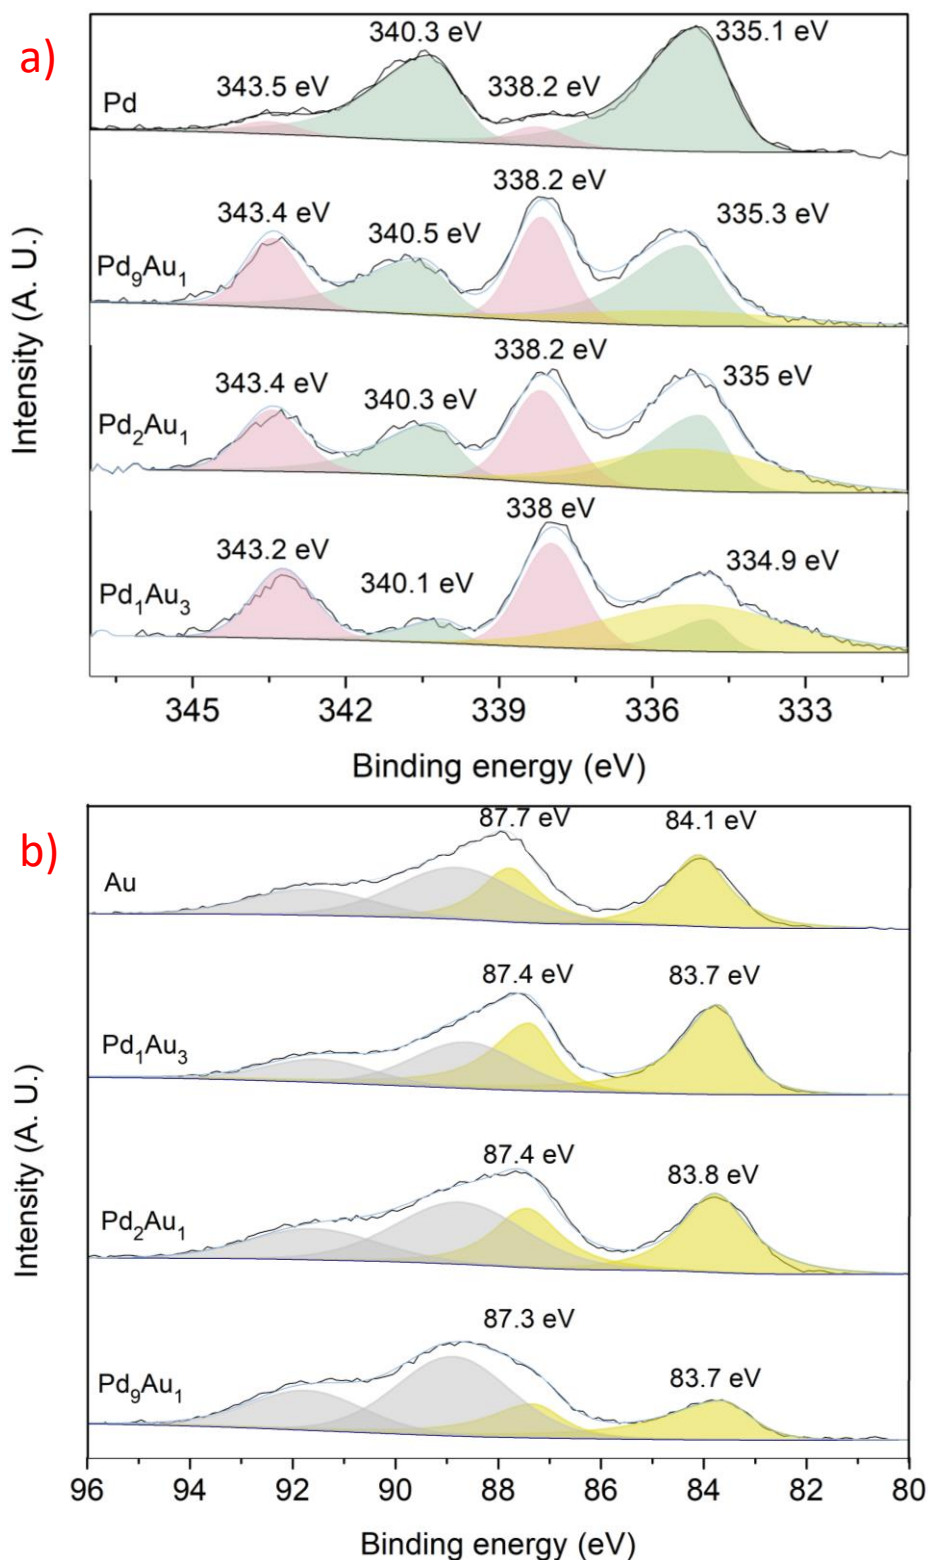 a)
340.3 eV
335.1 eV
343.5 eV
338.2 eV
Pd
338.2 eV
343.4 eV
340.5 eV
335.3 eV
Pd₉Au₁
338.2 eV
343.4 eV
340.3 eV
335 eV
Pd₂Au₁
338 eV
343.2 eV
340.1 eV
334.9 eV
Pd₁Au₃
Intensity (A. U.)
345 342 339 336 333
Binding energy (eV)
b)
87.7 eV
84.1 eV
Au
87.4 eV
83.7 eV
Pd₁Au₃
87.4 eV
83.8 eV
Pd₂Au₁
87.3 eV
83.7 eV
Pd₉Au₁
Intensity (A. U.)
96 94 92 90 88 86 84 82 80
Binding energy (eV)